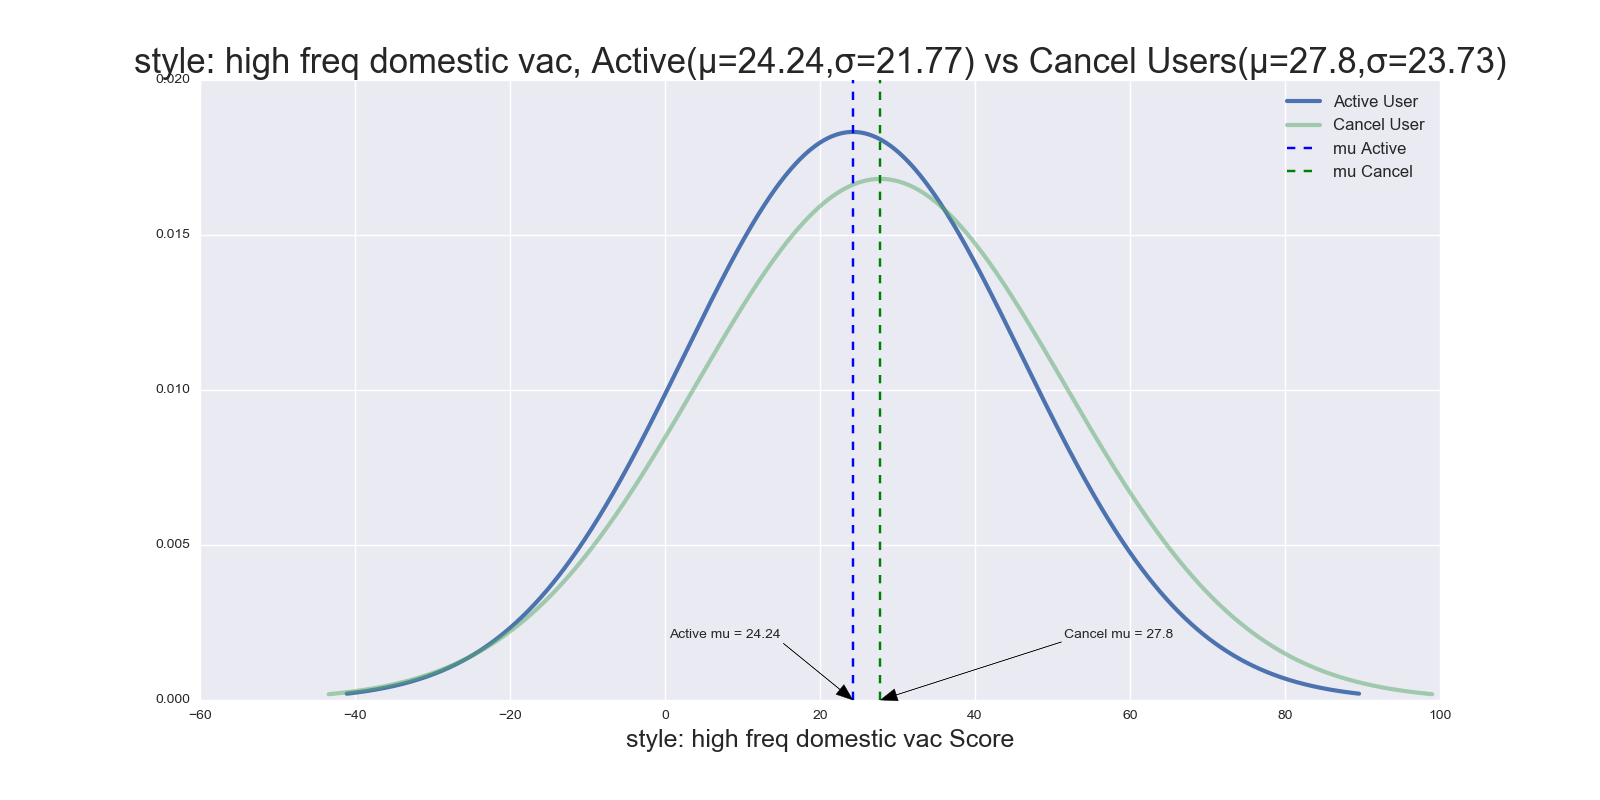 style: high freq domestic vac, Active(μ=24.24,σ=21.77) vs Cancel Users(μ=27.8,σ=23.73)
0.020
Active User
Cancel User
mu Active
mu Cancel
0.015
0.010
0.005
Active mu = 24.24
Cancel mu = 27.8
0.000
−60 −40 −20 0 20 40 60 80 100
style: high freq domestic vac Score